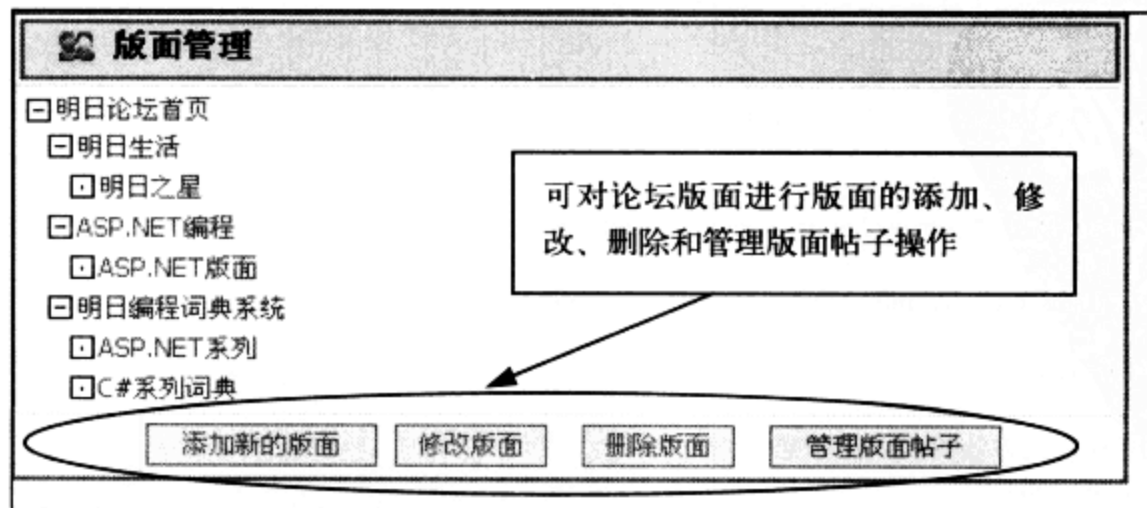 版面管理
明日论坛首页
明日生活
明日之星
ASP.NET编程
ASP.NET版面
明日编程词典系统
ASP.NET系列
C#系列词典
可对论坛版面进行版面的添加、修
改、删除和管理版面帖子操作
添加新的版面 修改版面 删除版面 管理版面帖子